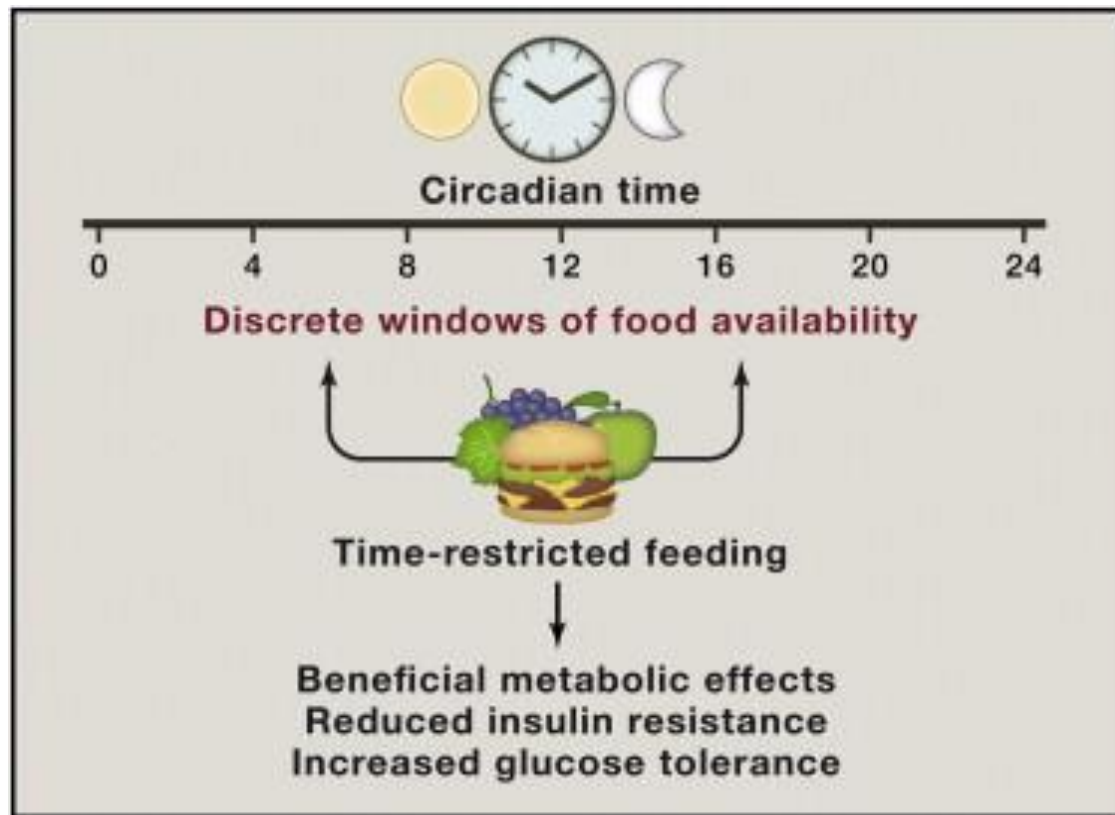 Circadian time
0 4 8 12 16 20 24
Discrete windows of food availability
Time-restricted feeding
Beneficial metabolic effects
Reduced insulin resistance
Increased glucose tolerance